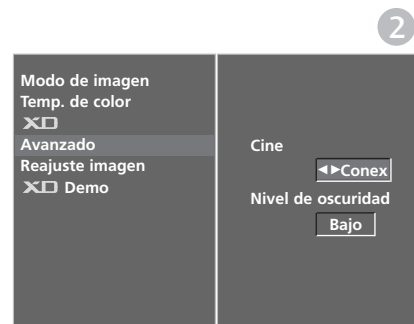 2
Modo de imagen
Temp. de color
XD
Avanzado
Reajuste imagen
XD Demo
Cine
◄►Conex
Nivel de oscuridad
Bajo